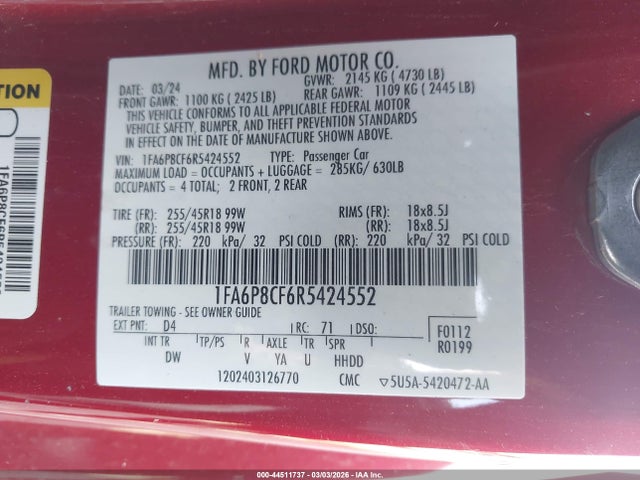 MFD. BY FORD MOTOR CO.
DATE: 03/24 GVWR: 2145 KG (4730 LB)
FRONT GAWR: 1100 KG (2425 LB) REAR GAWR: 1109 KG (2445 LB)
THIS VEHICLE CONFORMS TO ALL APPLICABLE FEDERAL MOTOR
VEHICLE SAFETY, BUMPER, AND THEFT PREVENTION STANDARDS
IN EFFECT ON THE DATE OF MANUFACTURE SHOWN ABOVE.
VIN: 1FA6P8CF6R5424552 TYPE: Passenger Car
MAXIMUM LOAD = OCCUPANTS + LUGGAGE = 285KG/ 630LB
OCCUPANTS = 4 TOTAL; 2 FRONT, 2 REAR
TIRE (FR): 255/45R18 99W RIMS (FR): 18x8.5J
(RR): 255/45R18 99W (RR): 18x8.5J
PRESSURE (FR): 220 kPa/ 32 PSI COLD (RR): 220 kPa/ 32 PSI COLD
1FA6P8CF6R5424552
TRAILER TOWING - SEE OWNER GUIDE
EXT PNT: D4 RC: 71 DSO: F0112
INT TR TP/PS R AXLE TR SPR R0199
DW V YA U HHDD
1202403126770 CMC ▽5U5A-5420472-AA
TION
000-44511737 - 03/03/2026 - IAAI.COM